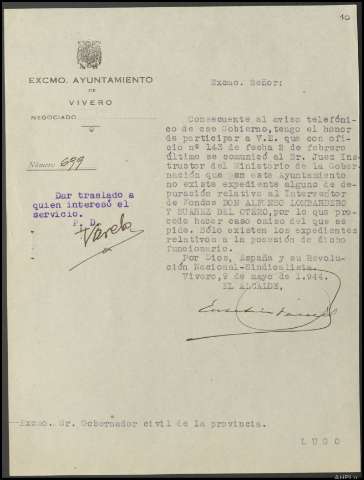 10
EXCMO. AYUNTAMIENTO
DE
VIVERO
NEGOCIADO
Número 699
Dar traslado a
quien interesó el
servicio.
P. D.
Varela
Excmo. Señor:
Consecuente al aviso telefóni-
co de ese Gobierno, tengo el honor
de participar a V.E. que con ofi-
cio nº 143 de fecha 2 de febrero
último se comunicó al Sr. Juez Ins-
tructor del Ministerio de la Gober-
nación que en este Ayuntamiento
no existe expediente alguno de de-
puración relativo al Interventor
de Fondos DON ALFONSO LOMBARDERO
Y SUAREZ DEL OTERO, por lo que pro-
cede hacer caso omiso del que se
pide. Sólo existen los expedientes
relativos a la posesión de dicho
funcionario.
Por Dios, España y su Revolu-
ción Nacional-Sindicalista.
Vivero, 9 de mayo de 1.944.
EL ALCALDE,
Excmo. Sr. Gobernador civil de la provincia.
LUGO
AHPLu